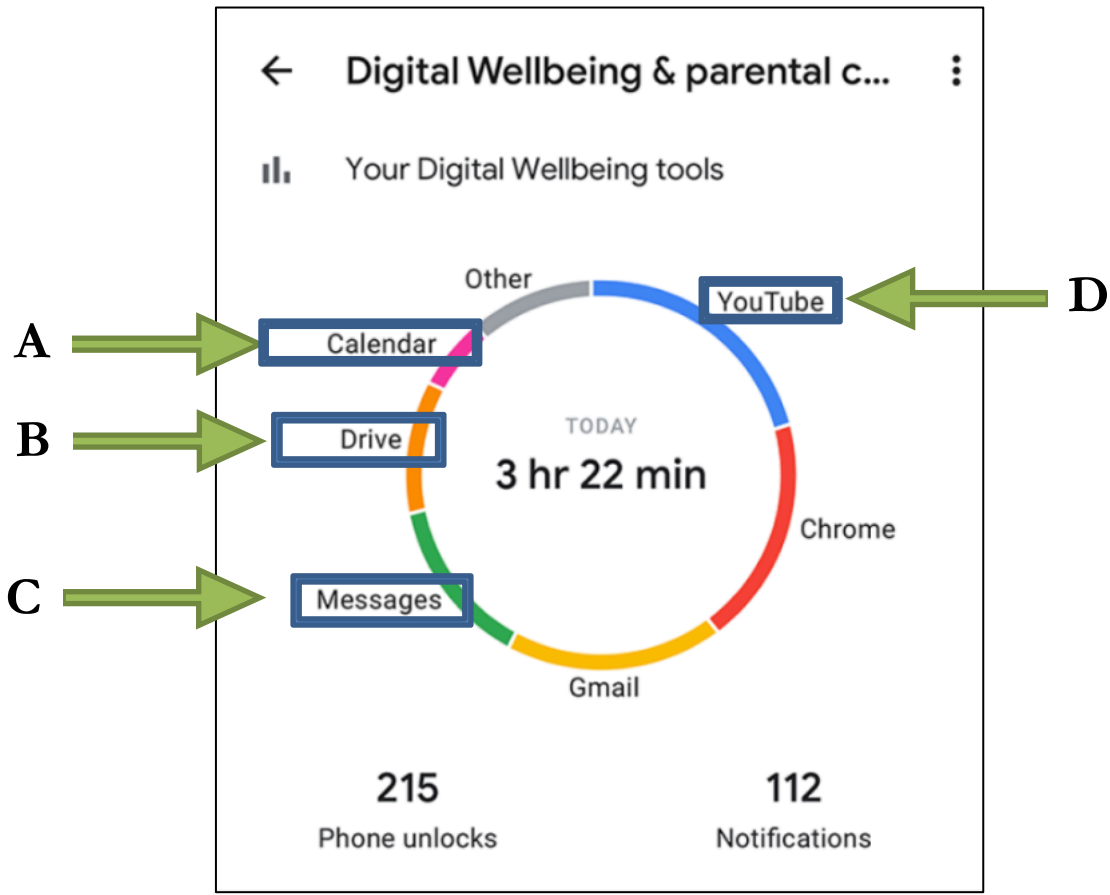 Digital Wellbeing & parental c...
Your Digital Wellbeing tools
Other
YouTube
D
A
Calendar
TODAY
B
Drive
3 hr 22 min
Chrome
C
Messages
Gmail
215
112
Phone unlocks
Notifications